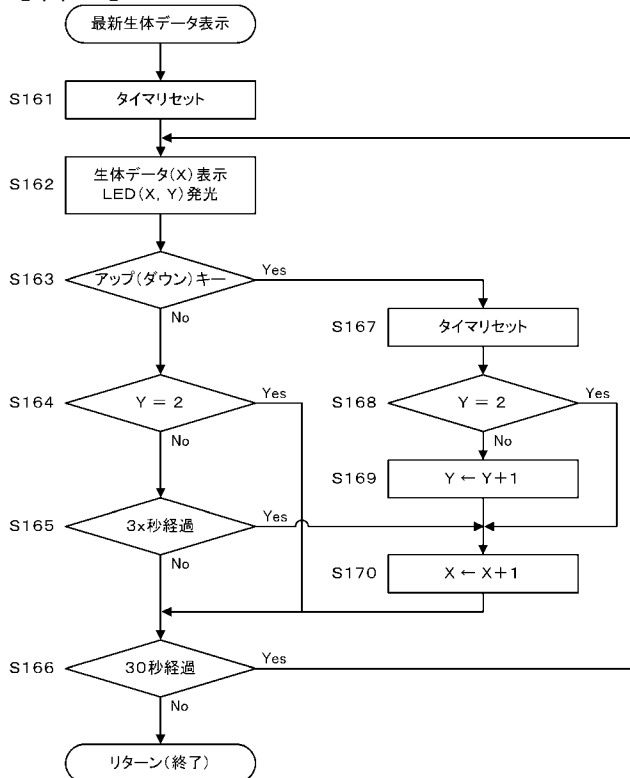 最新生体データ表示
S161
タイマリセット
S162
生体データ(X)表示
LED(X, Y)発光
S163
アップ(ダウン)キー
Yes
No
S167
タイマリセット
S164
Y = 2
Yes
No
S168
Y = 2
Yes
No
S169
Y ← Y+1
S165
3x秒経過
Yes
No
S170
X ← X+1
S166
30秒経過
Yes
No
リターン(終了)